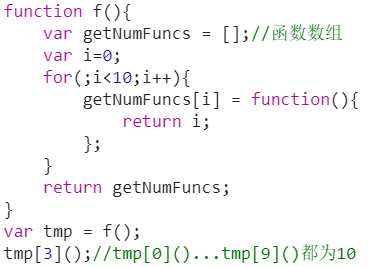 function f(){
    var getNumFuncs = [];//函数数组
    var i=0;
    for(;i<10;i++){
        getNumFuncs[i] = function(){
            return i;
        };
    }
    return getNumFuncs;
}
var tmp = f();
tmp[3]();//tmp[0]()...tmp[9]()都为10